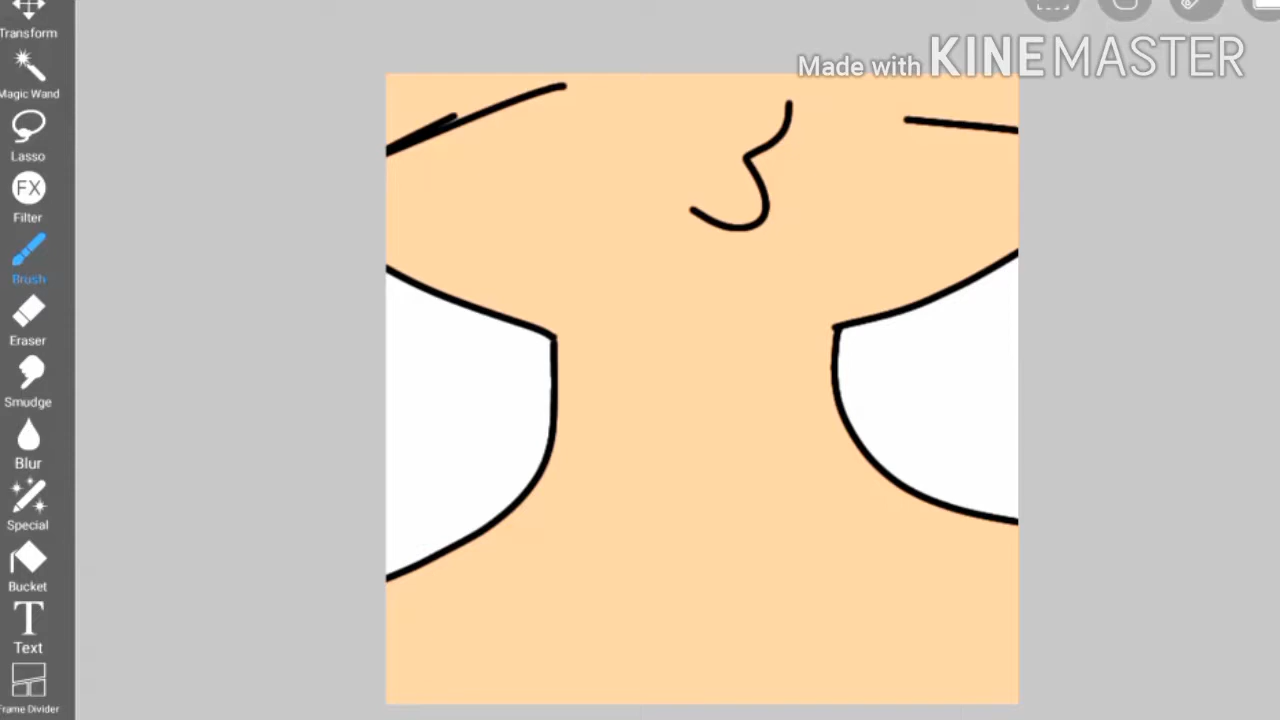 Made with KINEMASTER
Transform
Magic Wand
Lasso
FX
Filter
Brush
Eraser
Smudge
Blur
Special
Bucket
T
Text
Frame Divider